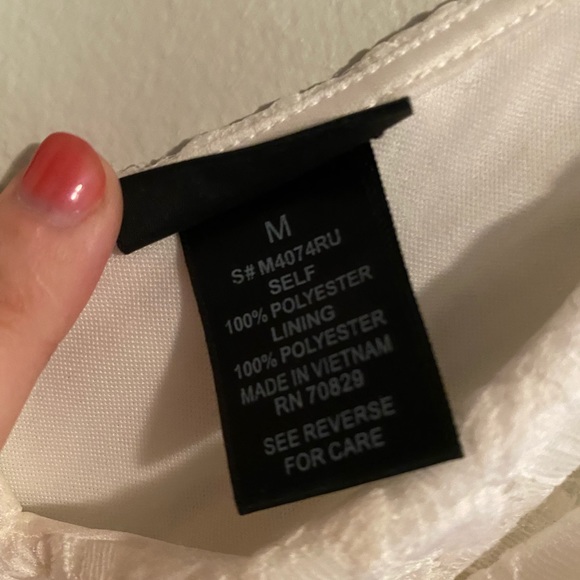 M
S# M4074RU
SELF
100% POLYESTER
LINING
100% POLYESTER
MADE IN VIETNAM
RN 70829
SEE REVERSE
FOR CARE